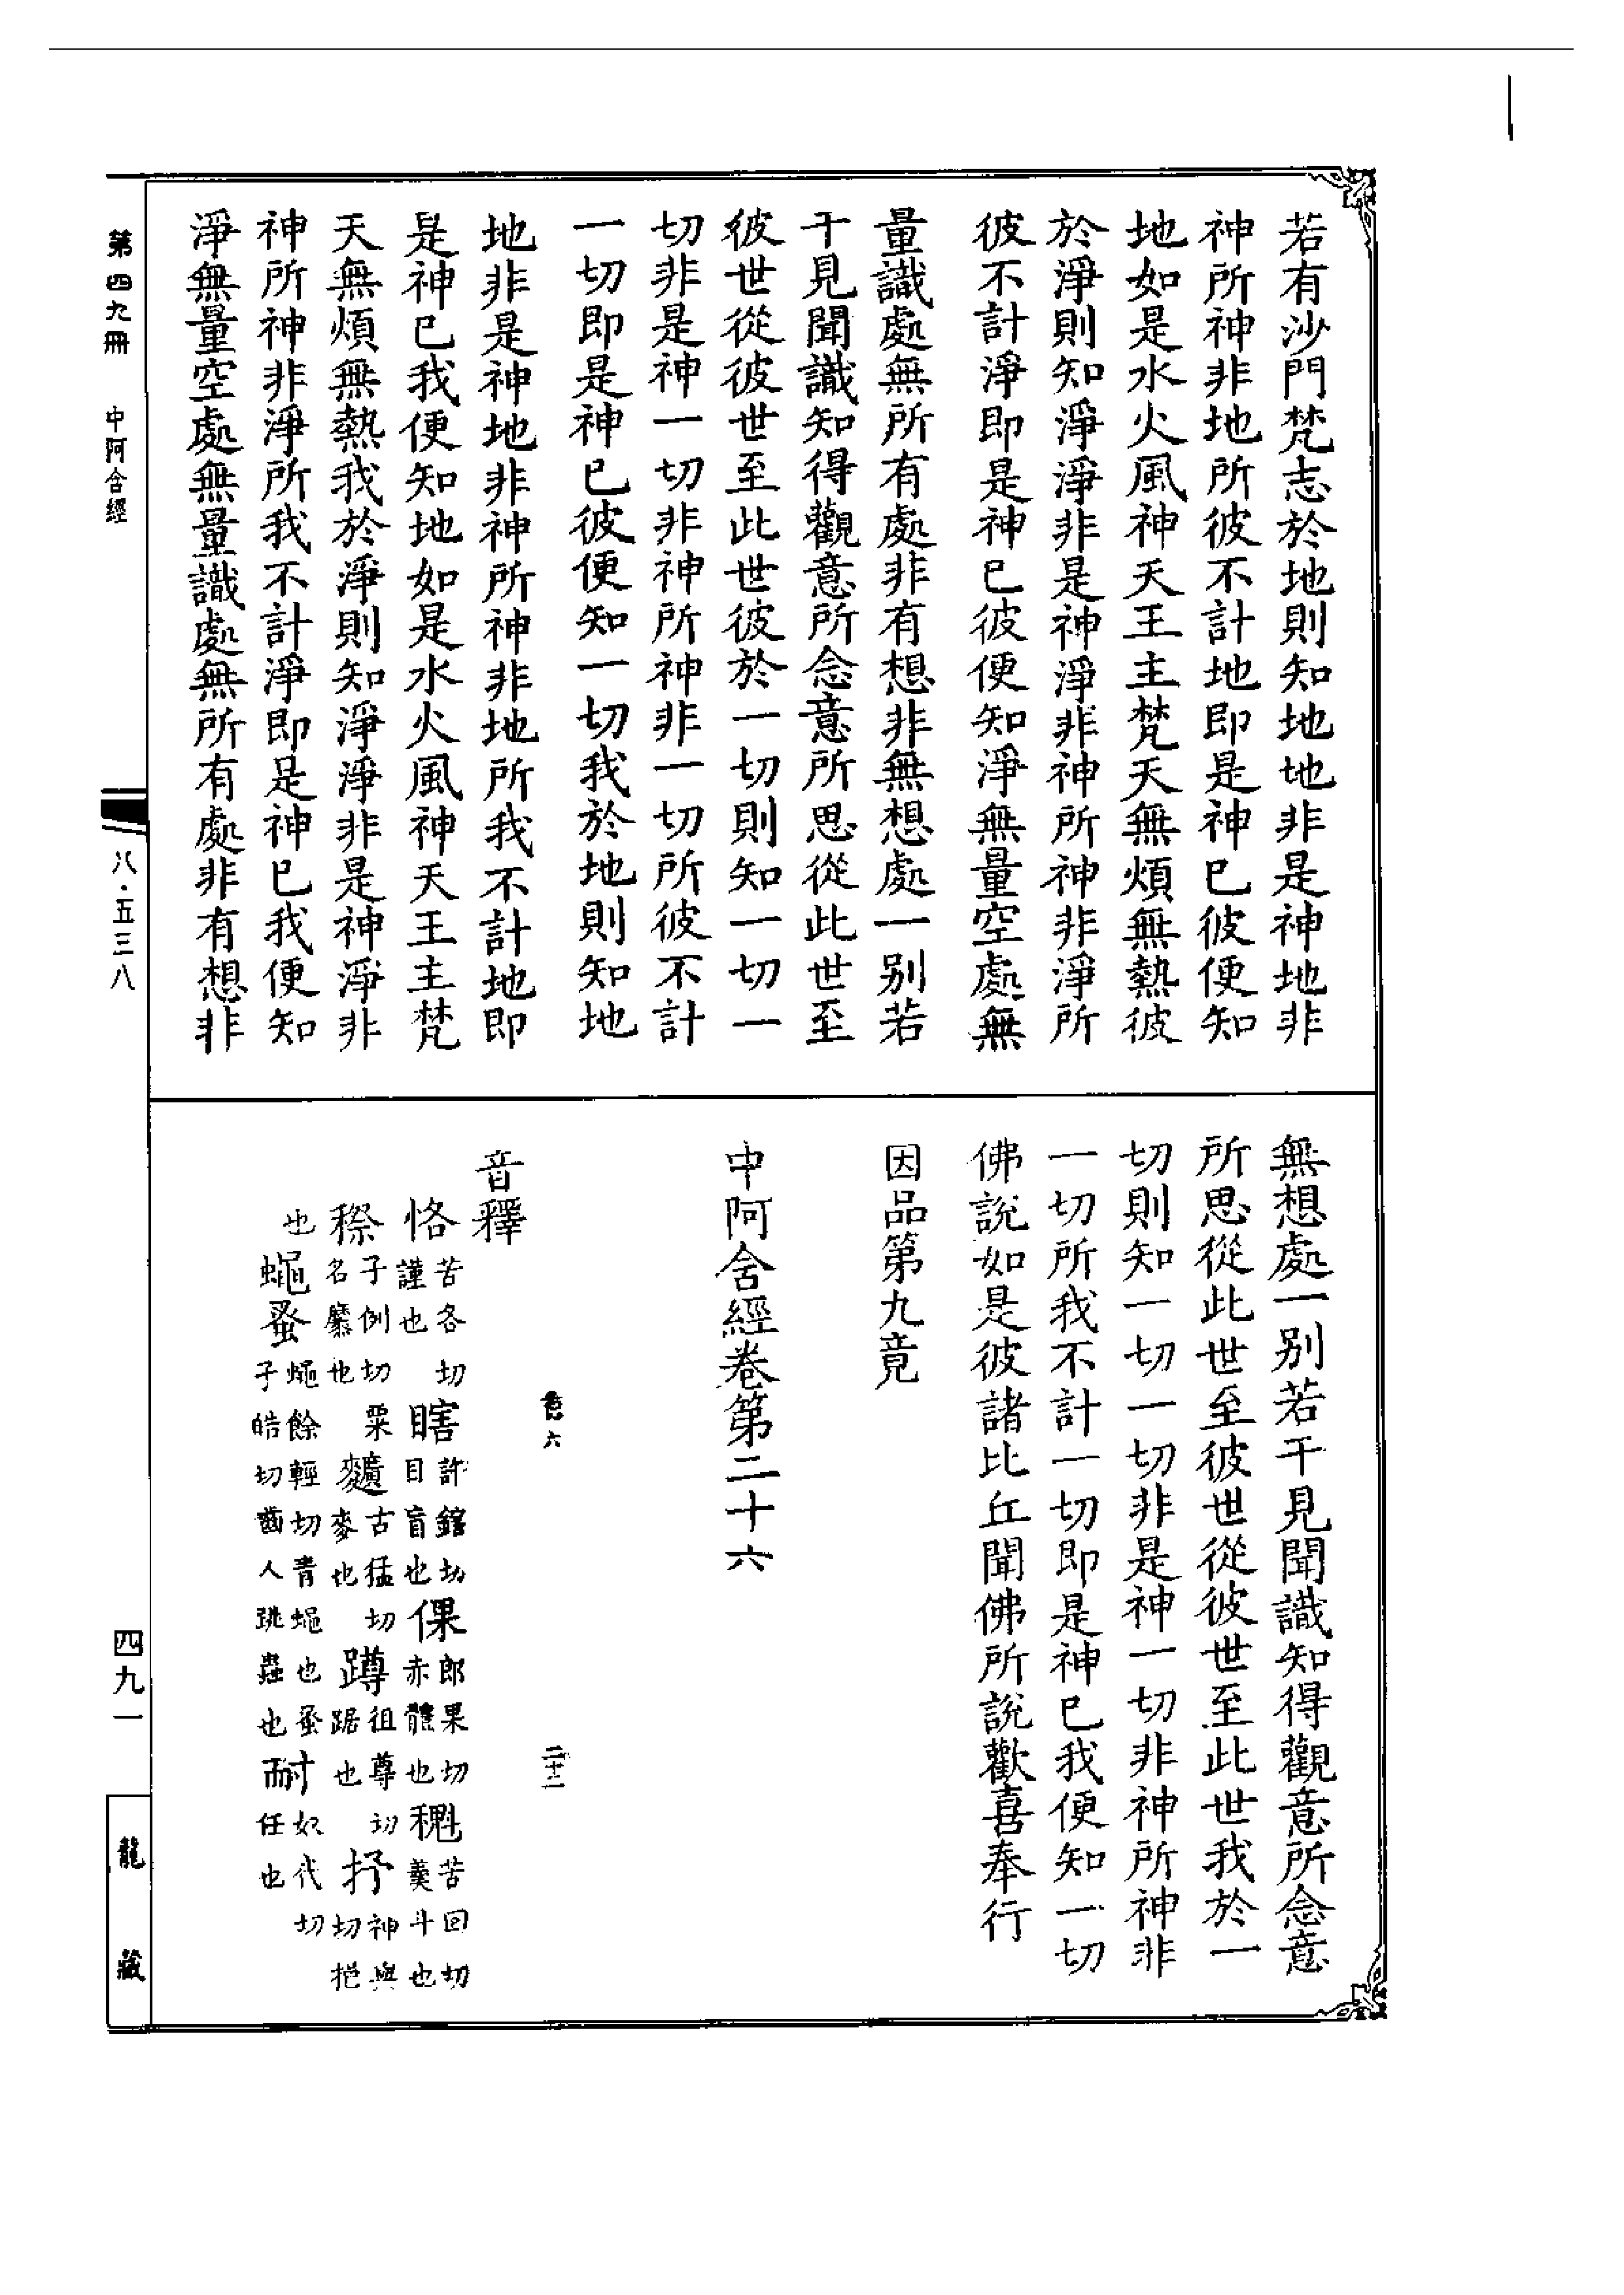 若有沙門梵志於地則知地地非是神地非
神所神非地所彼不計地即是神已彼便知
地如是水火風神天王主梵天無煩無熱彼
於淨則知淨淨非是神淨非神所神非淨所
彼不計淨即是神已彼便知淨無量空處無
量識處無所有處非有想非無想處一別若
干見聞識知得觀意所念意所思從此世至
彼世從彼世至此世彼於一切則知一切一
切非是神一切非神所神非一切所彼不計
一切即是神已彼便知一切我於地則知地
地非是神地非神所神非地所我不計地即
是神已我便知地如是水火風神天王主梵
天無煩無熱我於淨則知淨淨非是神淨非
神所神非淨所我不計淨即是神已我便知
淨無量空處無量識處無所有處非有想非
無想處一別若干見聞識知得觀意所念意
所思從此世至彼世從彼世至此世我於一
切則知一切一切非是神一切非神所神非
一切所我不計一切即是神已我便知一切
佛說如是彼諸比丘聞佛所說歡喜奉行
因品第九竟
中阿含經卷第二十六
音釋
恪苦各切謹也 瞎許鎋切目盲也 倮郎果切赤體也 𥠖苦回切羹斗也
穄子例切名穈也 粟 䵃古猛切麥也 蹲徂尊切踞也 抒神與切挹
也 蠅蚤蠅餘輕切青蠅也蚤子皓切齒人跳蟲也 耐奴代切任也
第四九冊 中阿含經
八·五三八
四九一
龍藏